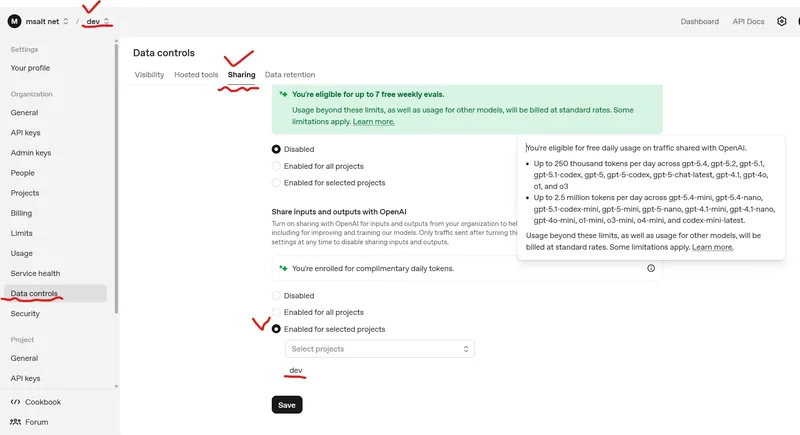 M msalt net / dev
Dashboard API Docs
Settings
Your profile
Organization
General
API keys
Admin keys
People
Projects
Billing
Limits
Usage
Service health
Data controls
Security
Project
General
API keys
Cookbook
Forum
Data controls
Visibility Hosted tools Sharing Data retention
You're eligible for up to 7 free weekly evals.
Usage beyond these limits, as well as usage for other models, will be billed at standard rates. Some
limitations apply. Learn more.
Disabled
Enabled for all projects
Enabled for selected projects
Share inputs and outputs with OpenAI
Turn on sharing with OpenAI for inputs and outputs from your organization to hel
including for improving and training our models. Only traffic sent after turning thi
settings at any time to disable sharing inputs and outputs.
You're enrolled for complimentary daily tokens.
Disabled
Enabled for all projects
Enabled for selected projects
Select projects
dev
Save
You're eligible for free daily usage on traffic shared with OpenAI.
• Up to 250 thousand tokens per day across gpt-5.4, gpt-5.2, gpt-5.1,
gpt-5.1-codex, gpt-5, gpt-5-codex, gpt-5-chat-latest, gpt-4.1, gpt-4o,
o1, and o3
• Up to 2.5 million tokens per day across gpt-5.4-mini, gpt-5.4-nano,
gpt-5.1-codex-mini, gpt-5-mini, gpt-5-nano, gpt-4.1-mini, gpt-4.1-nano,
gpt-4o-mini, o1-mini, o3-mini, o4-mini, and codex-mini-latest.
Usage beyond these limits, as well as usage for other models, will be
billed at standard rates. Some limitations apply. Learn more.